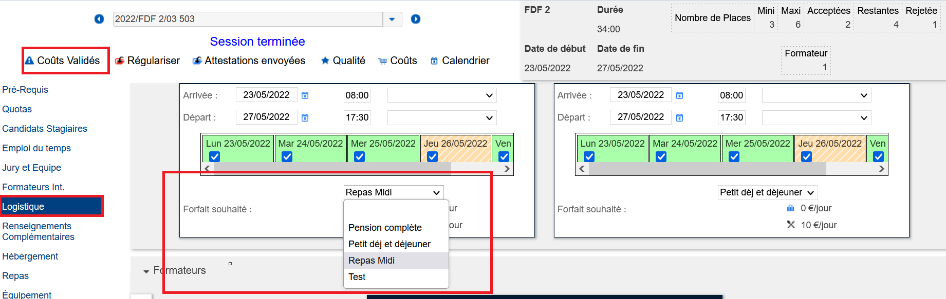 2022/FDF 2/03 503
Session terminée
Coûts Validés Régulariser Attestations envoyées Qualité Coûts Calendrier
FDF 2 Durée
34:00
Nombre de Places Mini Maxi Acceptées Restantes Rejetée
3 6 2 4 1
Date de début Date de fin
23/05/2022 27/05/2022
Formateur
1
Pré-Requis
Quotas
Candidats Stagiaires
Emploi du temps
Jury et Equipe
Formateurs Int.
Logistique
Renseignements
Complémentaires
Hébergement
Repas
Équipement
Arrivée : 23/05/2022 08:00
Départ : 27/05/2022 17:30
Lun 23/05/2022 Mar 24/05/2022 Mer 25/05/2022 Jeu 26/05/2022 Ven
Repas Midi
Forfait souhaité : ur
ur
Pension complète
Petit déj et déjeuner
Repas Midi
Test
Arrivée : 23/05/2022 08:00
Départ : 27/05/2022 17:30
Lun 23/05/2022 Mar 24/05/2022 Mer 25/05/2022 Jeu 26/05/2022 Ven
Petit déj et déjeuner
Forfait souhaité : 0 €/jour
10 €/jour
Formateurs